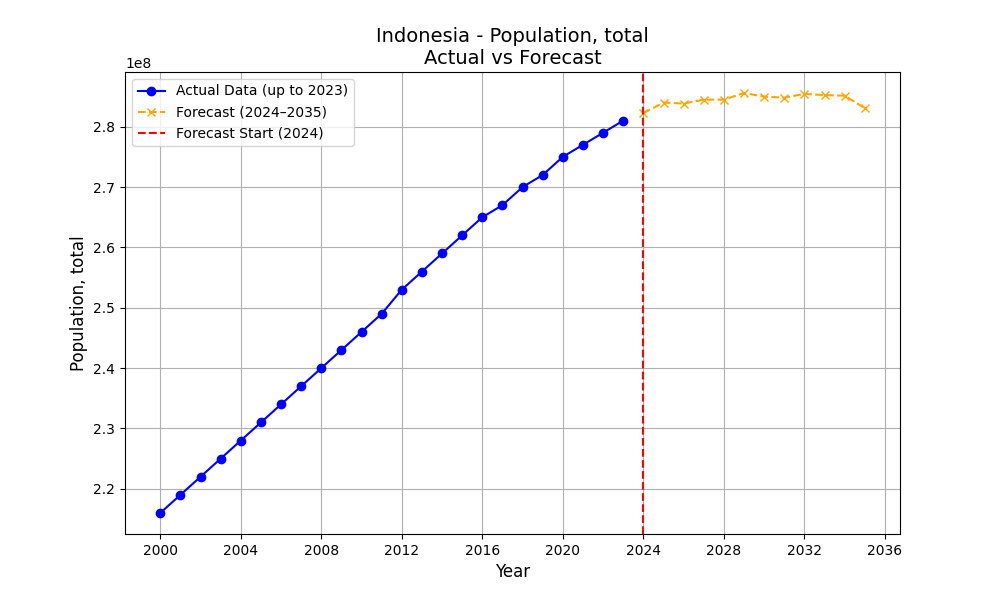 Indonesia - Population, total
Actual vs Forecast
1e8
Actual Data (up to 2023)
Forecast (2024–2035)
Forecast Start (2024)
Population, total
2.8
2.7
2.6
2.5
2.4
2.3
2.2
2000 2004 2008 2012 2016 2020 2024 2028 2032 2036
Year